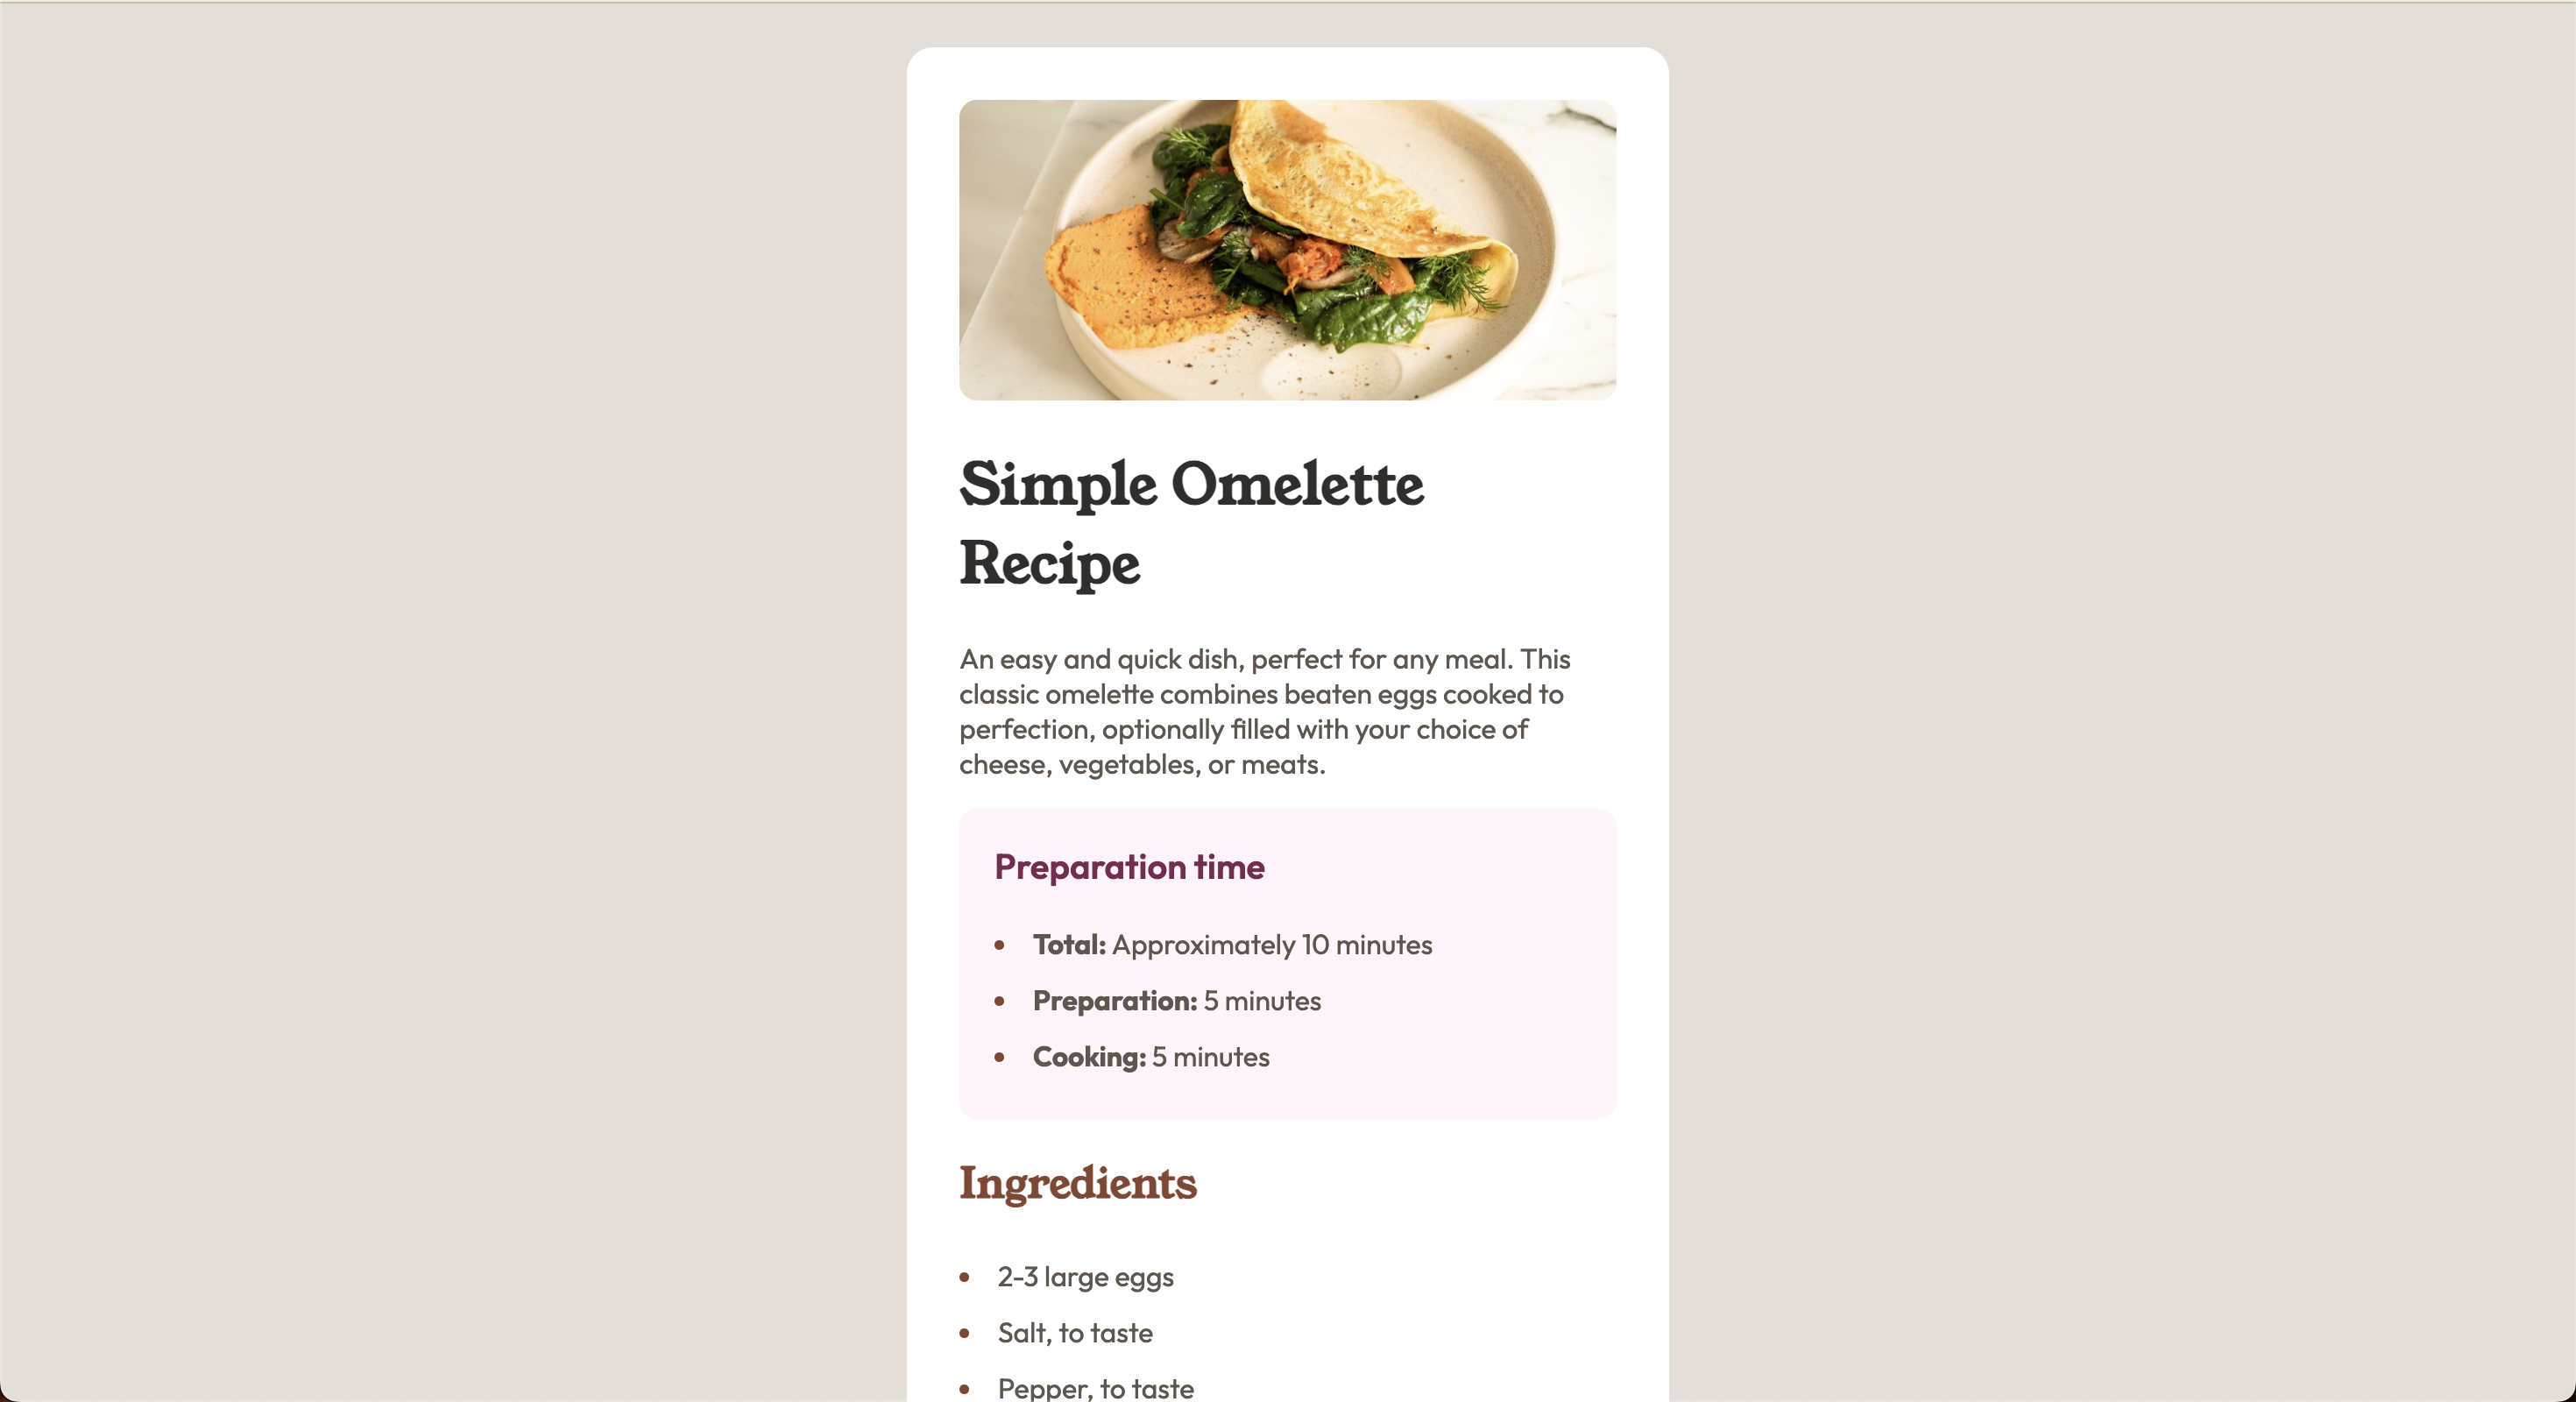 Simple Omelette
Recipe
An easy and quick dish, perfect for any meal. This
classic omelette combines beaten eggs cooked to
perfection, optionally filled with your choice of
cheese, vegetables, or meats.
Preparation time
• Total: Approximately 10 minutes
• Preparation: 5 minutes
• Cooking: 5 minutes
Ingredients
• 2-3 large eggs
• Salt, to taste
• Pepper, to taste